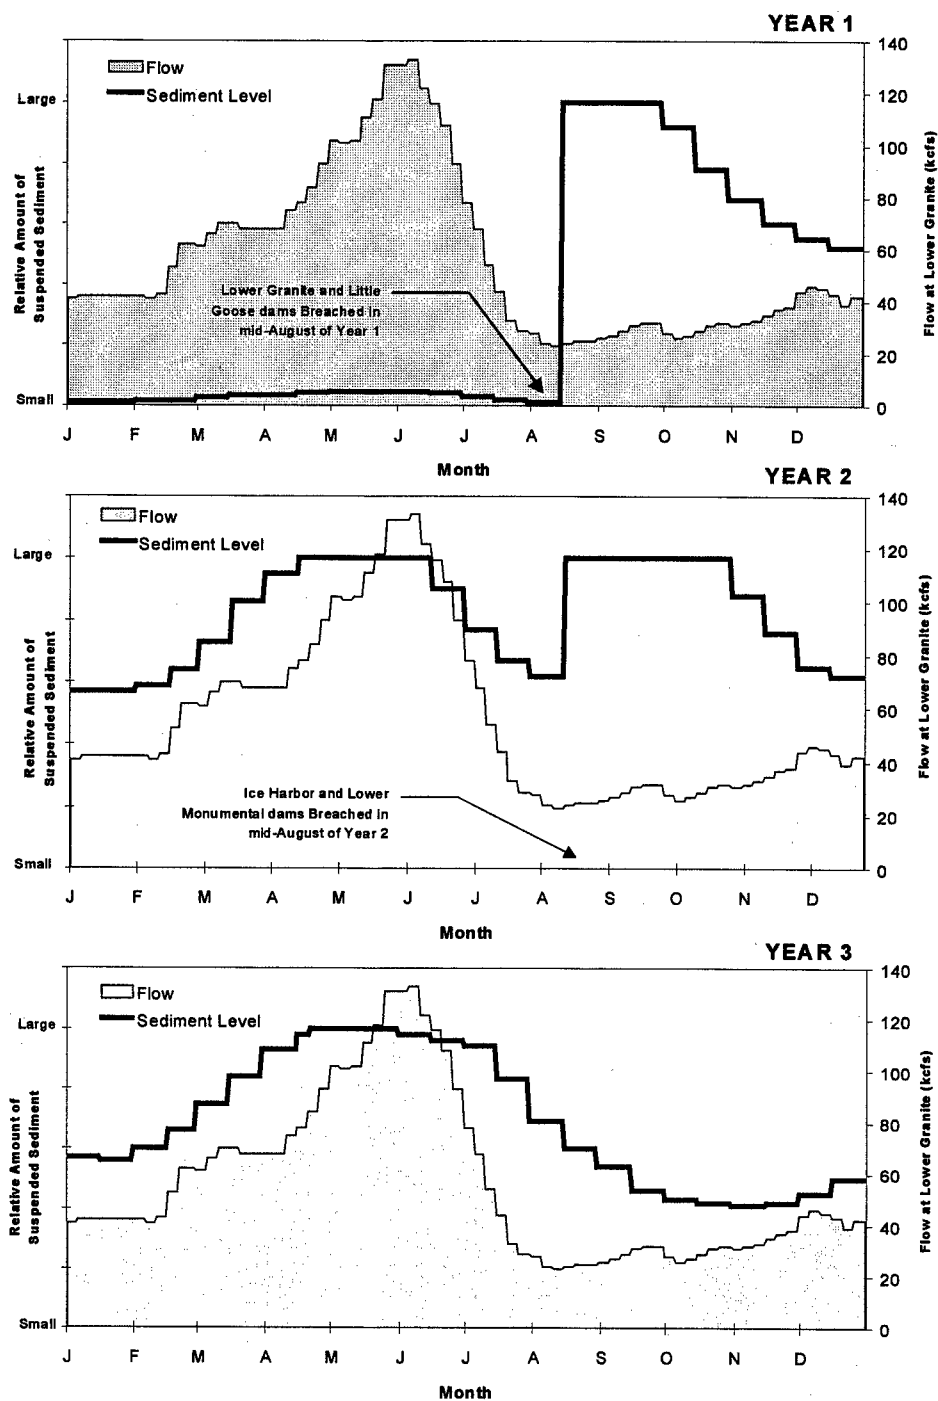 YEAR 1
Flow
Sediment Level
Large
Small
Relative Amount of
Suspended Sediment
140
120
100
80
60
40
20
0
Flow at Lower Granite (kcfs)
Lower Granite and Little
Goose dams Breached in
mid-August of Year 1
J F M A M J J A S O N D
Month
YEAR 2
Flow
Sediment Level
Large
Small
Relative Amount of
Suspended Sediment
140
120
100
80
60
40
20
0
Flow at Lower Granite (kcfs)
Ice Harbor and Lower
Monumental dams Breached in
mid-August of Year 2
J F M A M J J A S O N D
Month
YEAR 3
Flow
Sediment Level
Large
Small
Relative Amount of
Suspended Sediment
140
120
100
80
60
40
20
0
Flow at Lower Granite (kcfs)
J F M A M J J A S O N D
Month